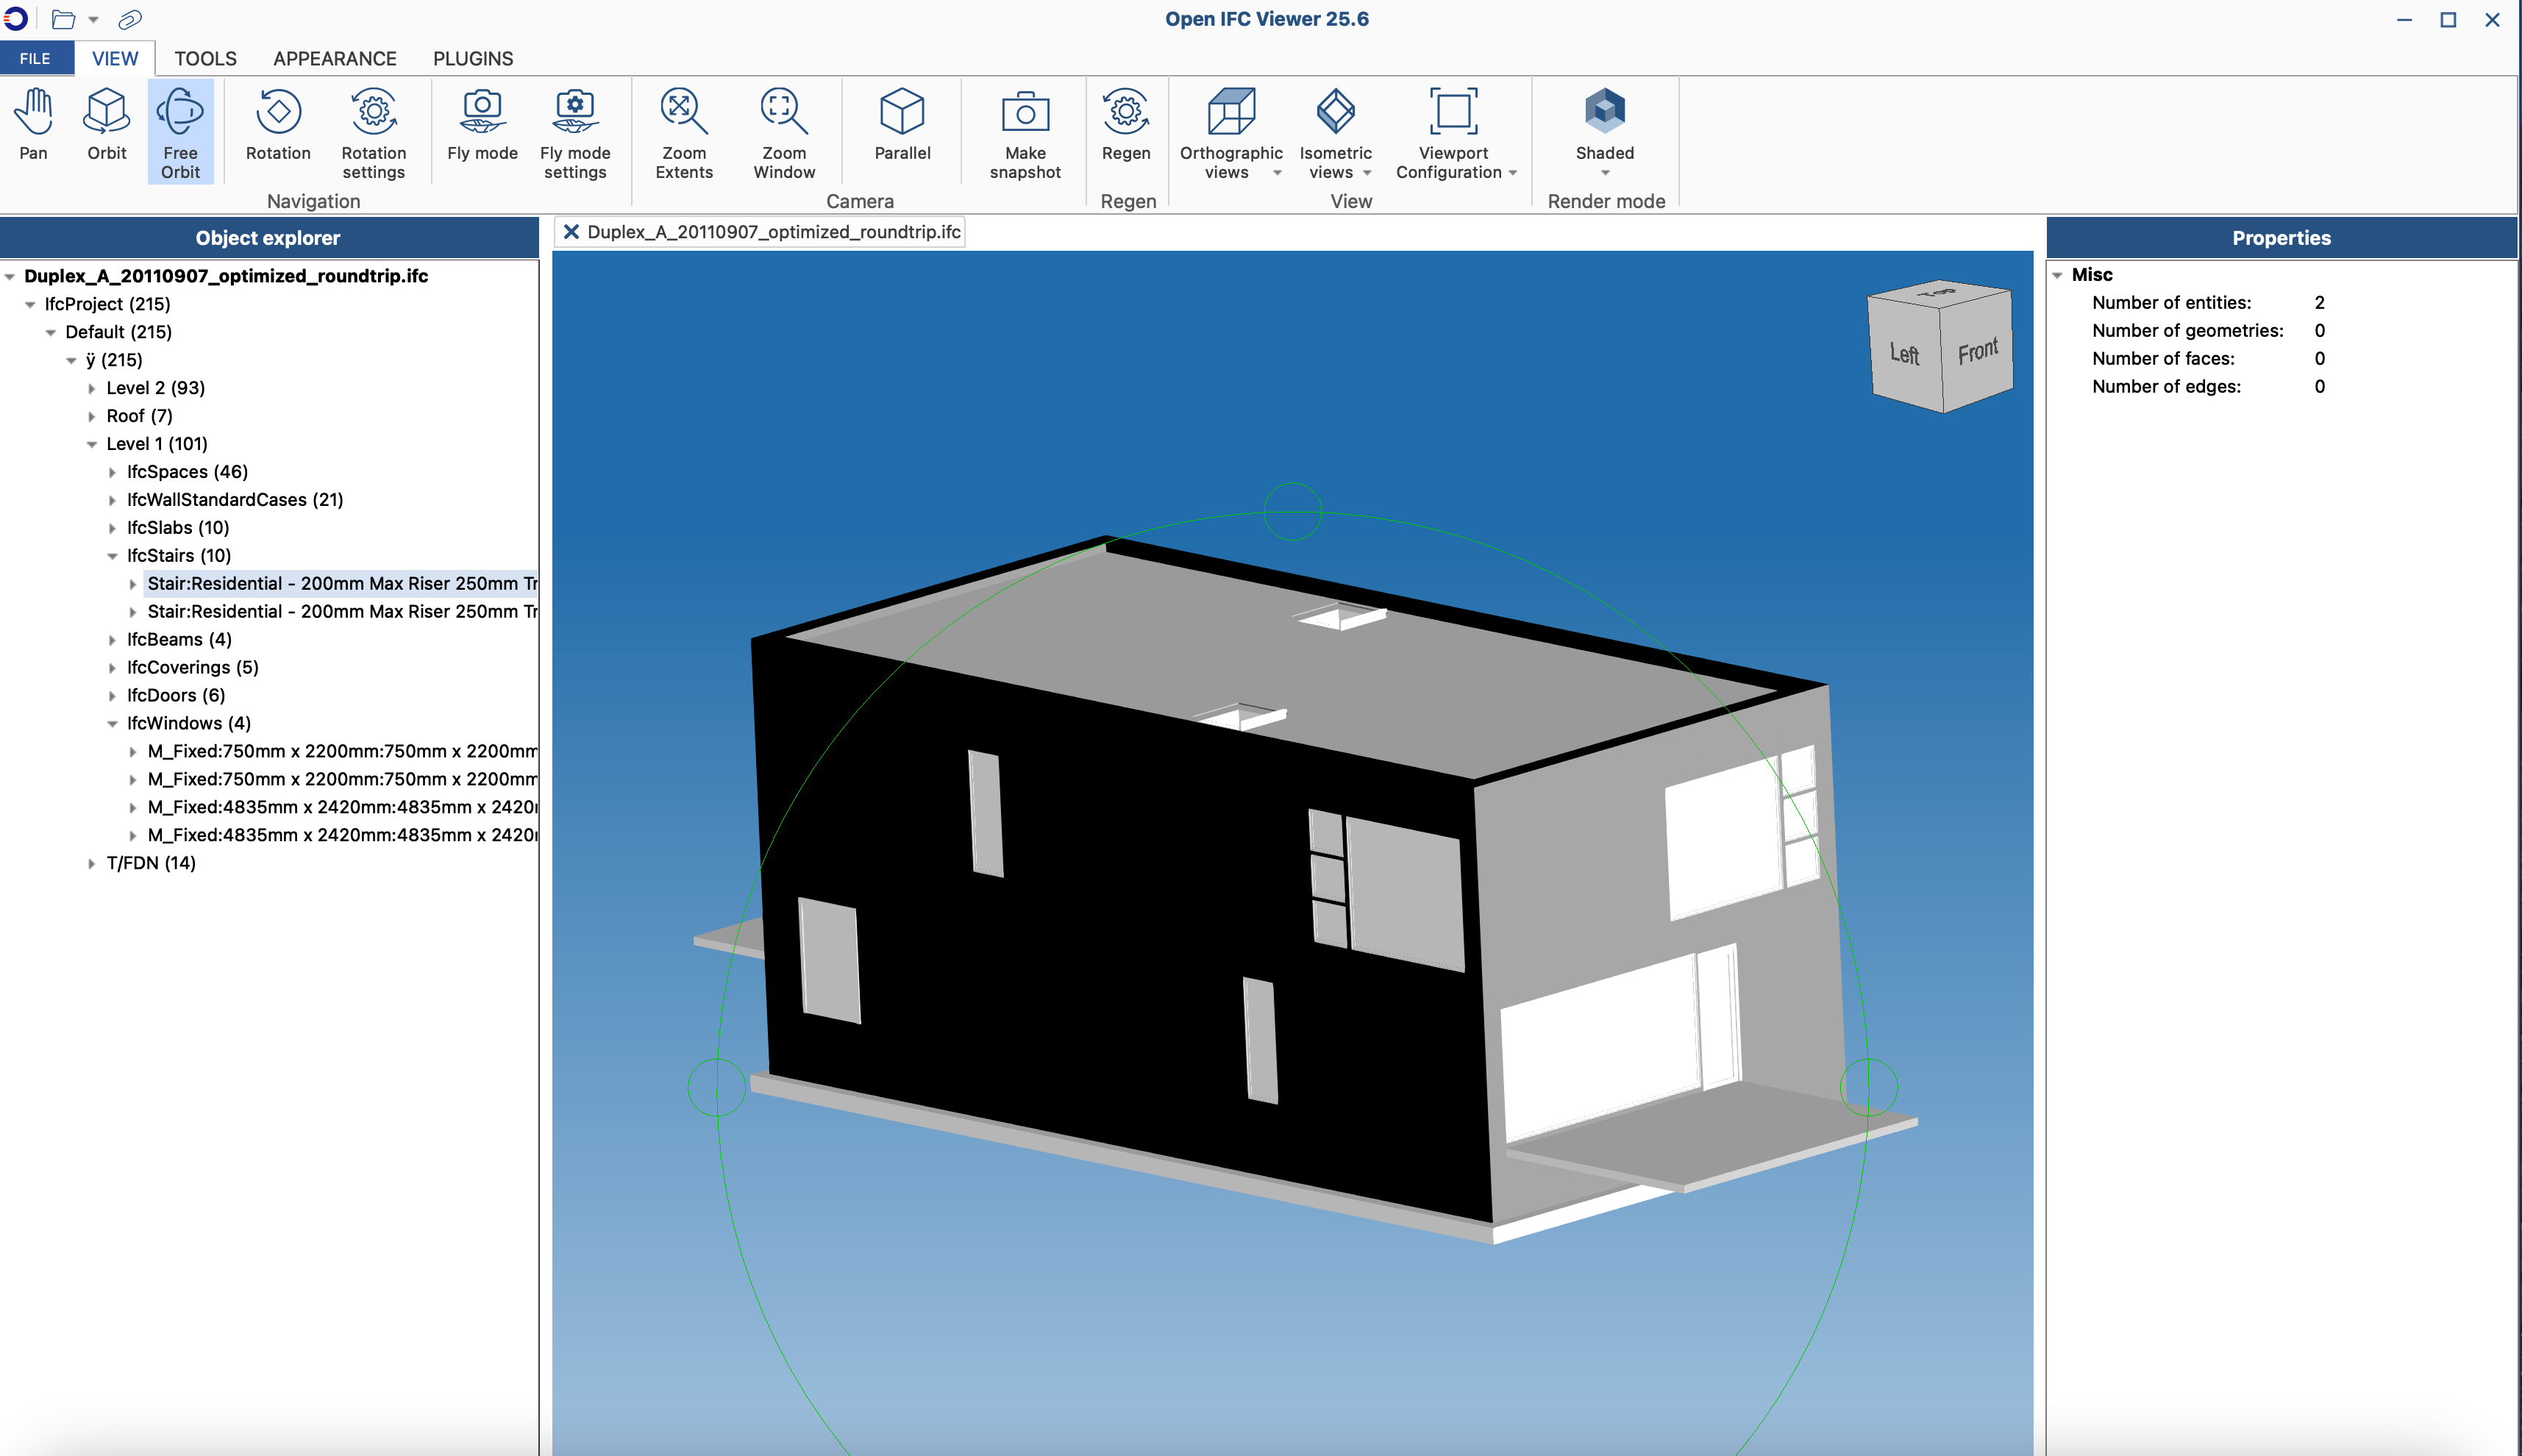 Open IFC Viewer 25.6
FILE VIEW TOOLS APPEARANCE PLUGINS
Pan
Orbit
Free
Orbit
Rotation
Rotation
settings
Navigation
Fly mode
Fly mode
settings
Zoom
Extents
Zoom
Window
Parallel
Make
snapshot
Camera
Regen
Regen
Orthographic
views
Isometric
views
Viewport
Configuration
View
Shaded
Render mode
Object explorer
Duplex_A_20110907_optimized_roundtrip.ifc
IfcProject (215)
Default (215)
ÿ (215)
Level 2 (93)
Roof (7)
Level 1 (101)
IfcSpaces (46)
IfcWallStandardCases (21)
IfcSlabs (10)
IfcStairs (10)
Stair:Residential - 200mm Max Riser 250mm Tr
Stair:Residential - 200mm Max Riser 250mm Tr
IfcBeams (4)
IfcCoverings (5)
IfcDoors (6)
IfcWindows (4)
M_Fixed:750mm x 2200mm:750mm x 2200mm
M_Fixed:750mm x 2200mm:750mm x 2200mm
M_Fixed:4835mm x 2420mm:4835mm x 2420
M_Fixed:4835mm x 2420mm:4835mm x 2420
T/FDN (14)
Duplex_A_20110907_optimized_roundtrip.ifc
Top
Left
Front
Properties
Misc
Number of entities: 2
Number of geometries: 0
Number of faces: 0
Number of edges: 0